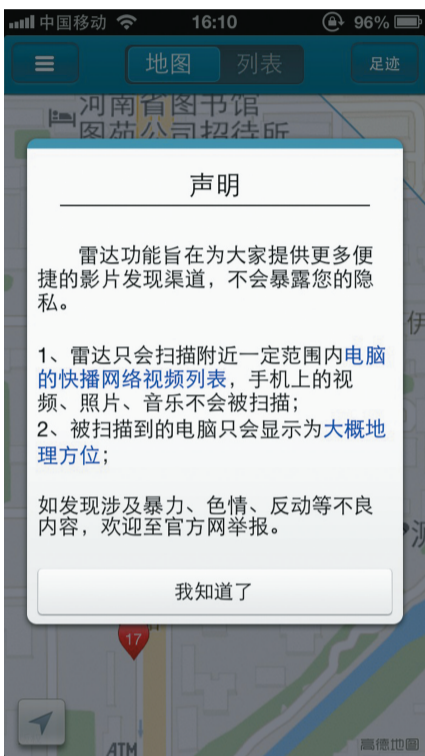 中国移动 16:10 96%
地图 列表 足迹
河南省图书馆
图苑公司招待所
声明
雷达功能旨在为大家提供更多便
捷的影片发现渠道，不会暴露您的隐
私。
1、雷达只会扫描附近一定范围内电脑
的快播网络视频列表，手机上的视
频、照片、音乐不会被扫描；
2、被扫描到的电脑只会显示为大概地
理方位；
如发现涉及暴力、色情、反动等不良
内容，欢迎至官方网举报。
我知道了
17
ATM
高德地图